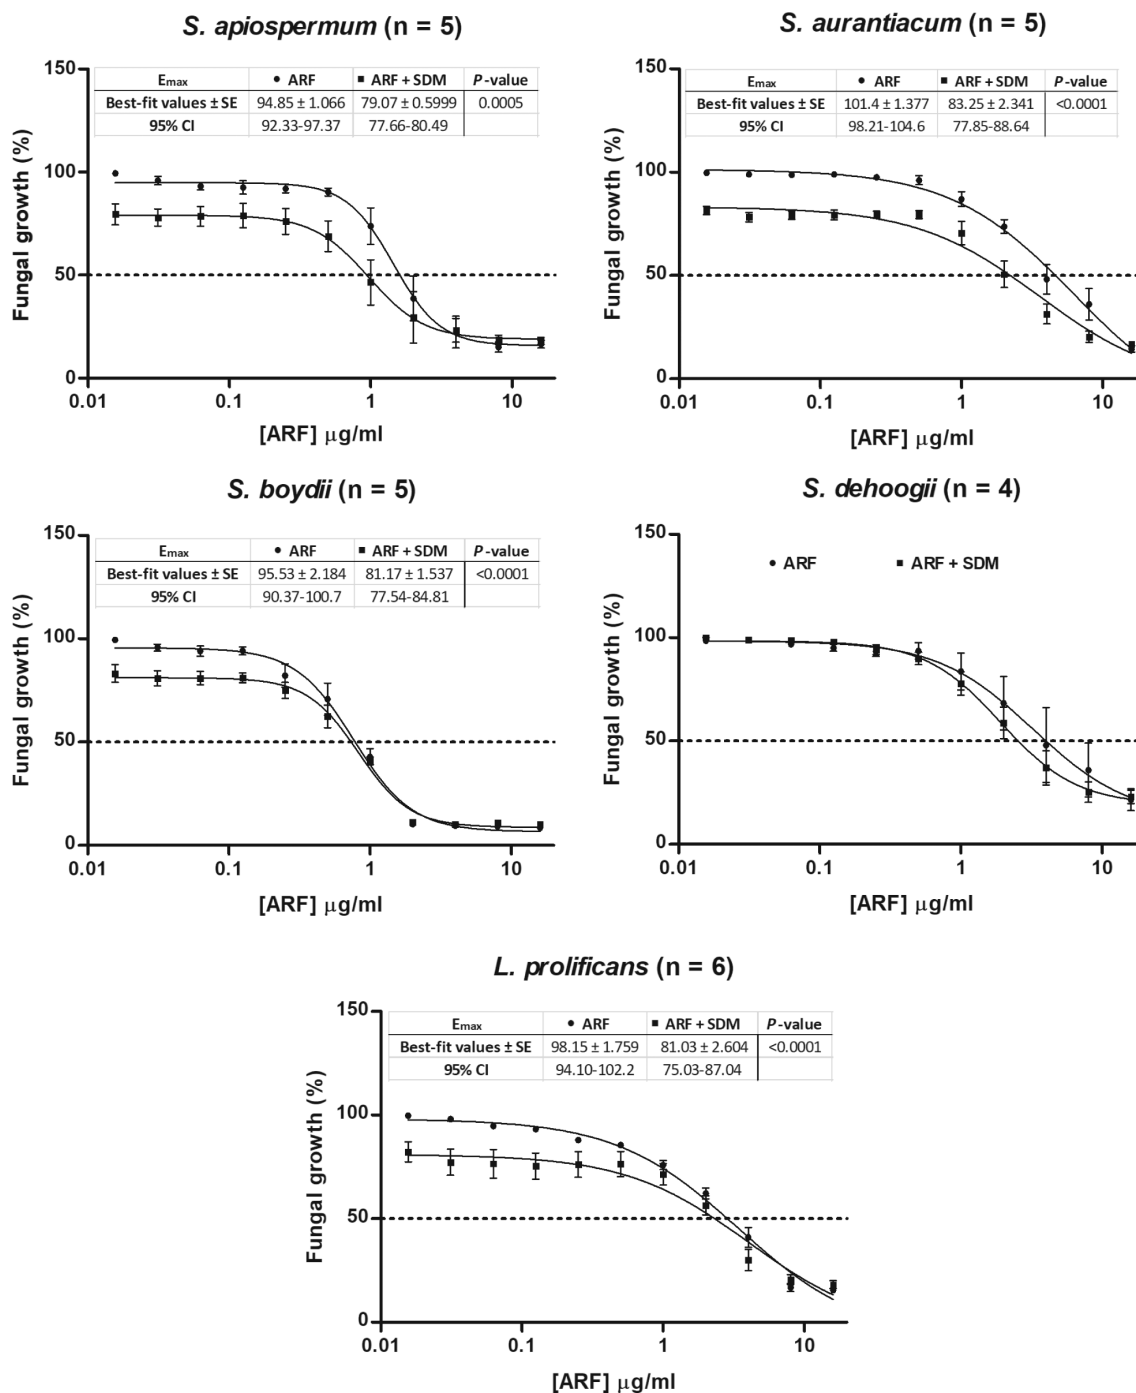 S. apiospermum (n = 5)
150
100
50
0
Fungal growth (%)
Emax ● ARF ■ ARF + SDM P-value
Best-fit values ± SE 94.85 ± 1.066 79.07 ± 0.5999 0.0005
95% CI 92.33-97.37 77.66-80.49
0.01 0.1 1 10
[ARF] µg/ml
S. aurantiacum (n = 5)
150
100
50
0
Fungal growth (%)
Emax ● ARF ■ ARF + SDM P-value
Best-fit values ± SE 101.4 ± 1.377 83.25 ± 2.341 <0.0001
95% CI 98.21-104.6 77.85-88.64
0.01 0.1 1 10
[ARF] µg/ml
S. boydii (n = 5)
150
100
50
0
Fungal growth (%)
Emax ● ARF ■ ARF + SDM P-value
Best-fit values ± SE 95.53 ± 2.184 81.17 ± 1.537 <0.0001
95% CI 90.37-100.7 77.54-84.81
0.01 0.1 1 10
[ARF] µg/ml
S. dehoogii (n = 4)
150
100
50
0
Fungal growth (%)
● ARF ■ ARF + SDM
0.01 0.1 1 10
[ARF] µg/ml
L. prolificans (n = 6)
150
100
50
0
Fungal growth (%)
Emax ● ARF ■ ARF + SDM P-value
Best-fit values ± SE 98.15 ± 1.759 81.03 ± 2.604 <0.0001
95% CI 94.10-102.2 75.03-87.04
0.01 0.1 1 10
[ARF] µg/ml